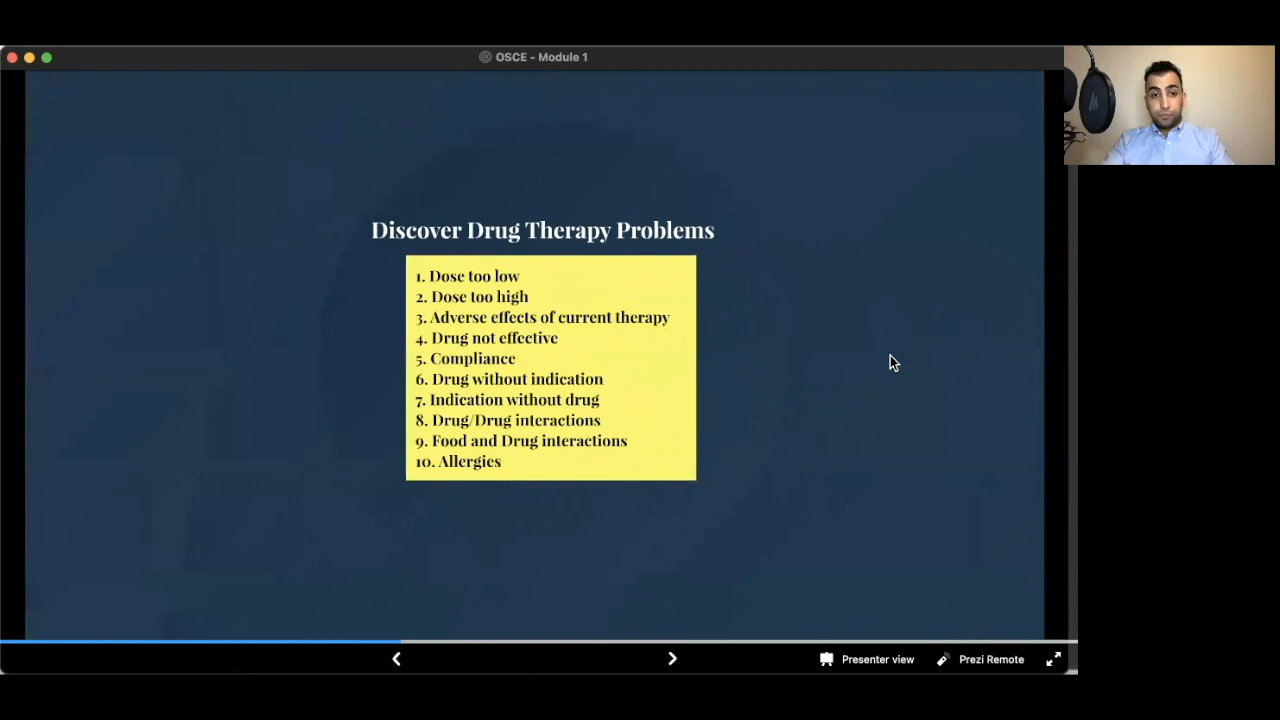 OSCE - Module 1
Discover Drug Therapy Problems
1. Dose too low
2. Dose too high
3. Adverse effects of current therapy
4. Drug not effective
5. Compliance
6. Drug without indication
7. Indication without drug
8. Drug/Drug interactions
9. Food and Drug interactions
10. Allergies
Presenter view
Prezi Remote